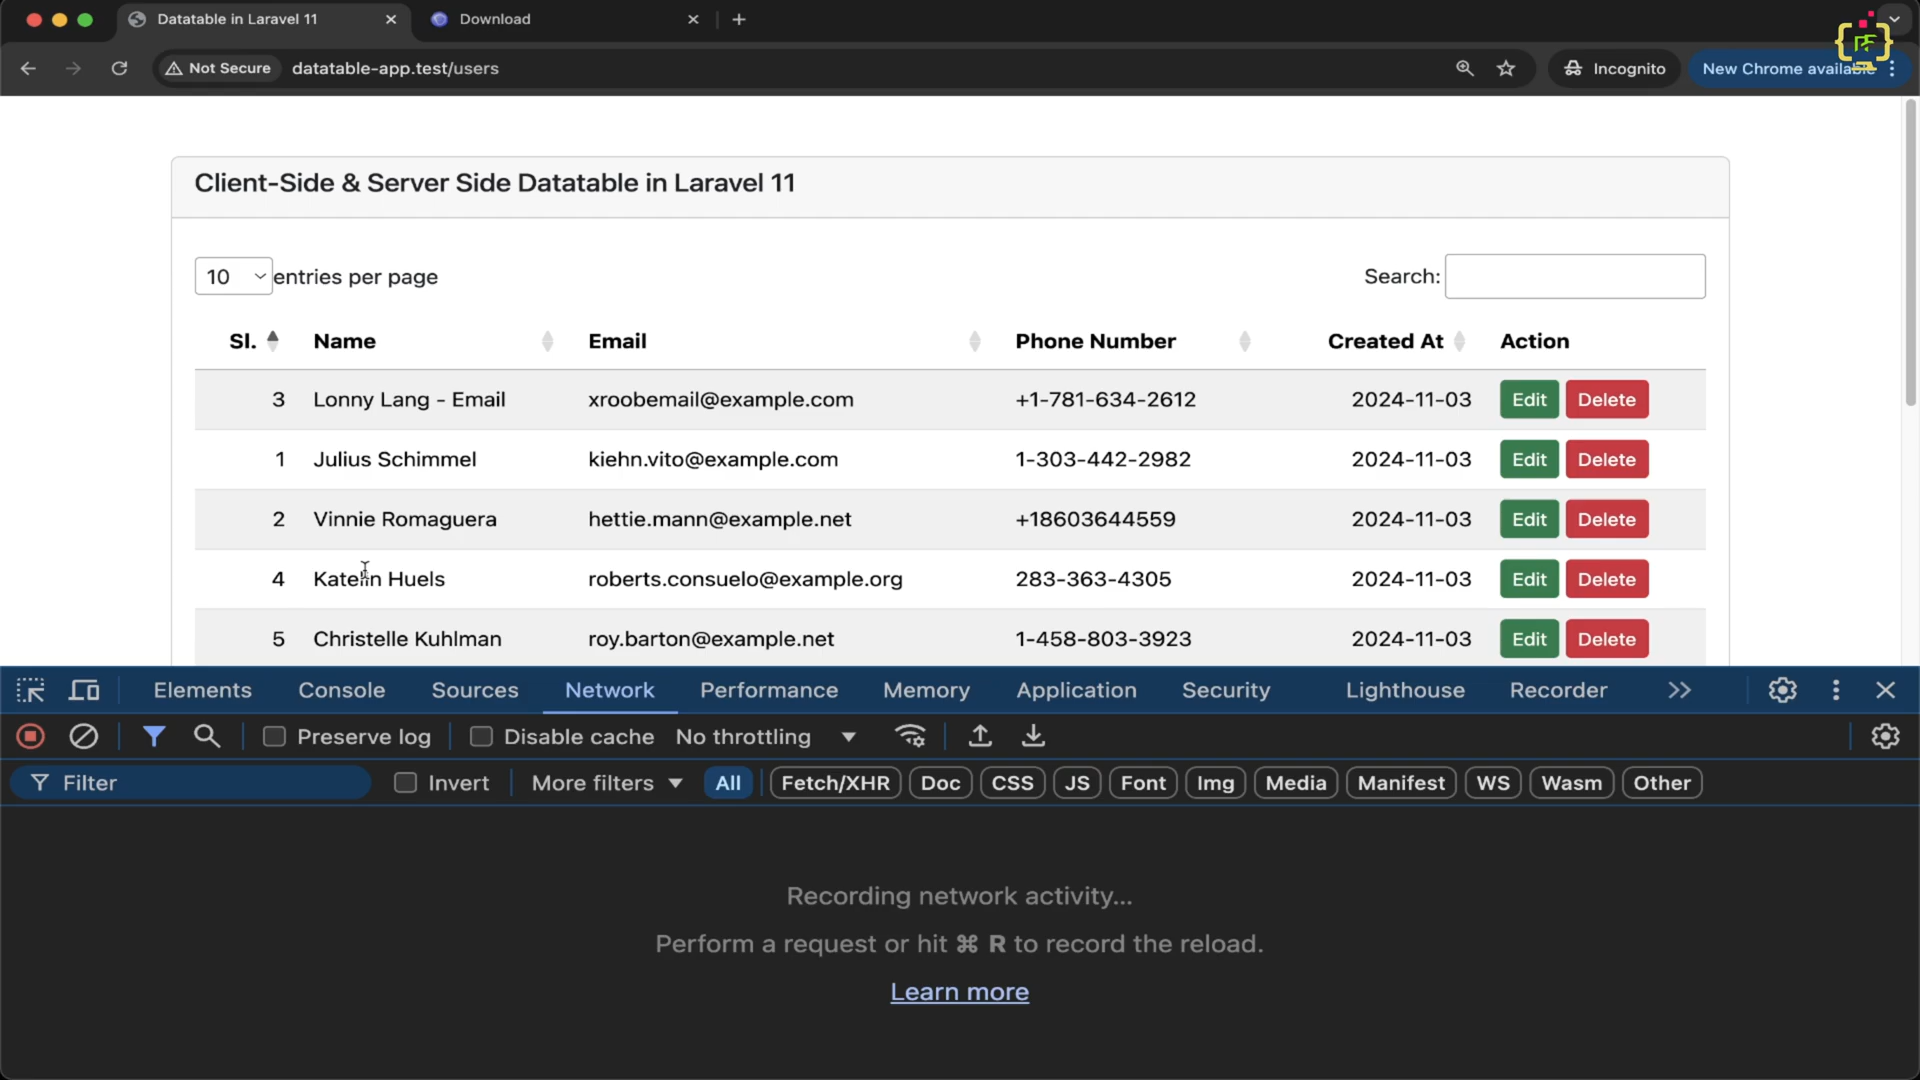 Datatable in Laravel 11
Download
Not Secure
datatable-app.test/users
Incognito
New Chrome available
Client-Side & Server Side Datatable in Laravel 11
10 entries per page
Search:
Sl. Name Email Phone Number Created At Action
3 Lonny Lang - Email xroobemail@example.com +1-781-634-2612 2024-11-03 Edit Delete
1 Julius Schimmel kiehn.vito@example.com 1-303-442-2982 2024-11-03 Edit Delete
2 Vinnie Romaguera hettie.mann@example.net +18603644559 2024-11-03 Edit Delete
4 Katelin Huels roberts.consuelo@example.org 283-363-4305 2024-11-03 Edit Delete
5 Christelle Kuhlman roy.barton@example.net 1-458-803-3923 2024-11-03 Edit Delete
Elements Console Sources Network Performance Memory Application Security Lighthouse Recorder
Preserve log Disable cache No throttling
Filter Invert More filters All Fetch/XHR Doc CSS JS Font Img Media Manifest WS Wasm Other
Recording network activity...
Perform a request or hit ⌘ R to record the reload.
Learn more